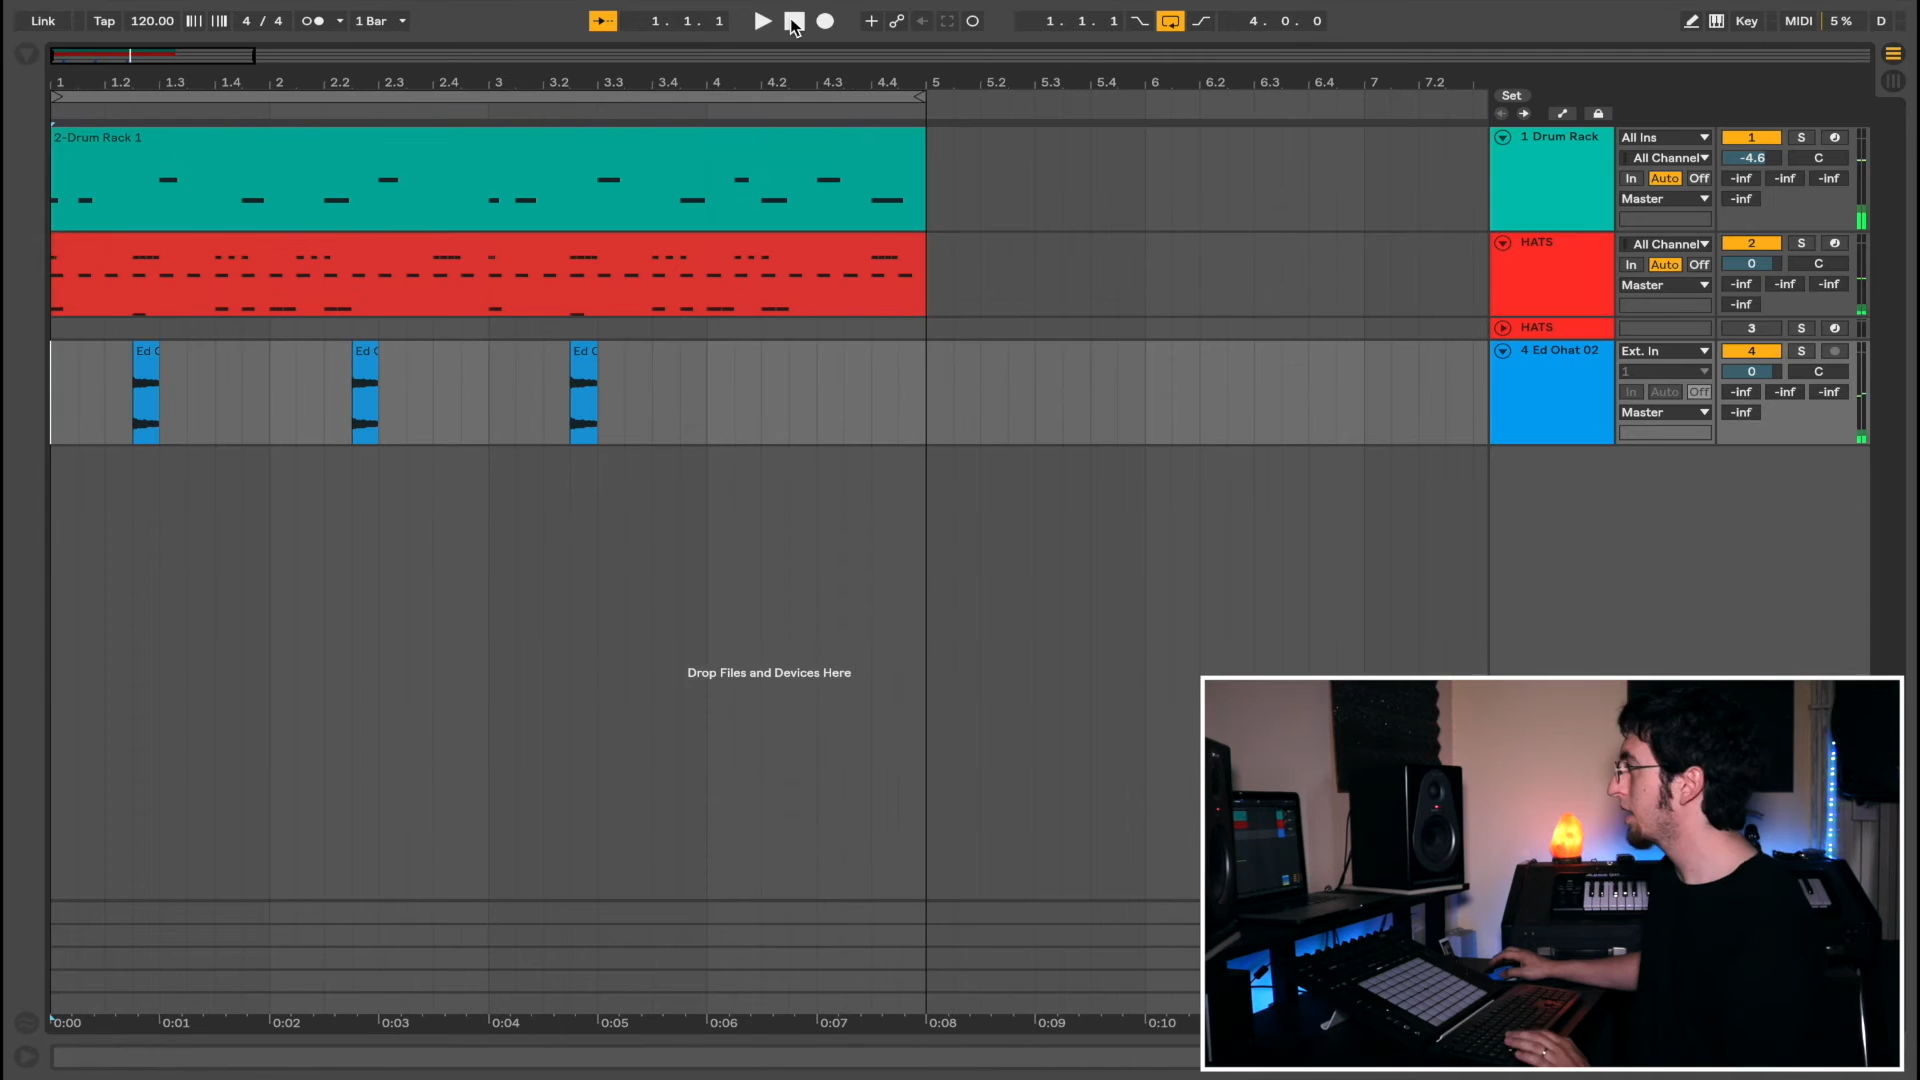 Link Tap 120.00 4 / 4 1 Bar 1. 1. 1 1. 1. 1 4. 0. 0 Key MIDI 5 % D
1 1.2 1.3 1.4 2 2.2 2.3 2.4 3 3.2 3.3 3.4 4 4.2 4.3 4.4 5 5.2 5.3 5.4 6 6.2 6.3 6.4 7 7.2
Set
2-Drum Rack 1
1 Drum Rack All Ins 1 S
All Channel -4.6 C
In Auto Off -inf -inf -inf
Master -inf
HATS All Channel 2 S
In Auto Off 0 C
Master -inf -inf -inf
-inf
HATS 3 S
Ed Ed Ed 4 Ed Ohat 02 Ext. In 4 S
1 0 C
In Auto Off -inf -inf -inf
Master -inf
Drop Files and Devices Here
0:00 0:01 0:02 0:03 0:04 0:05 0:06 0:07 0:08 0:09 0:10